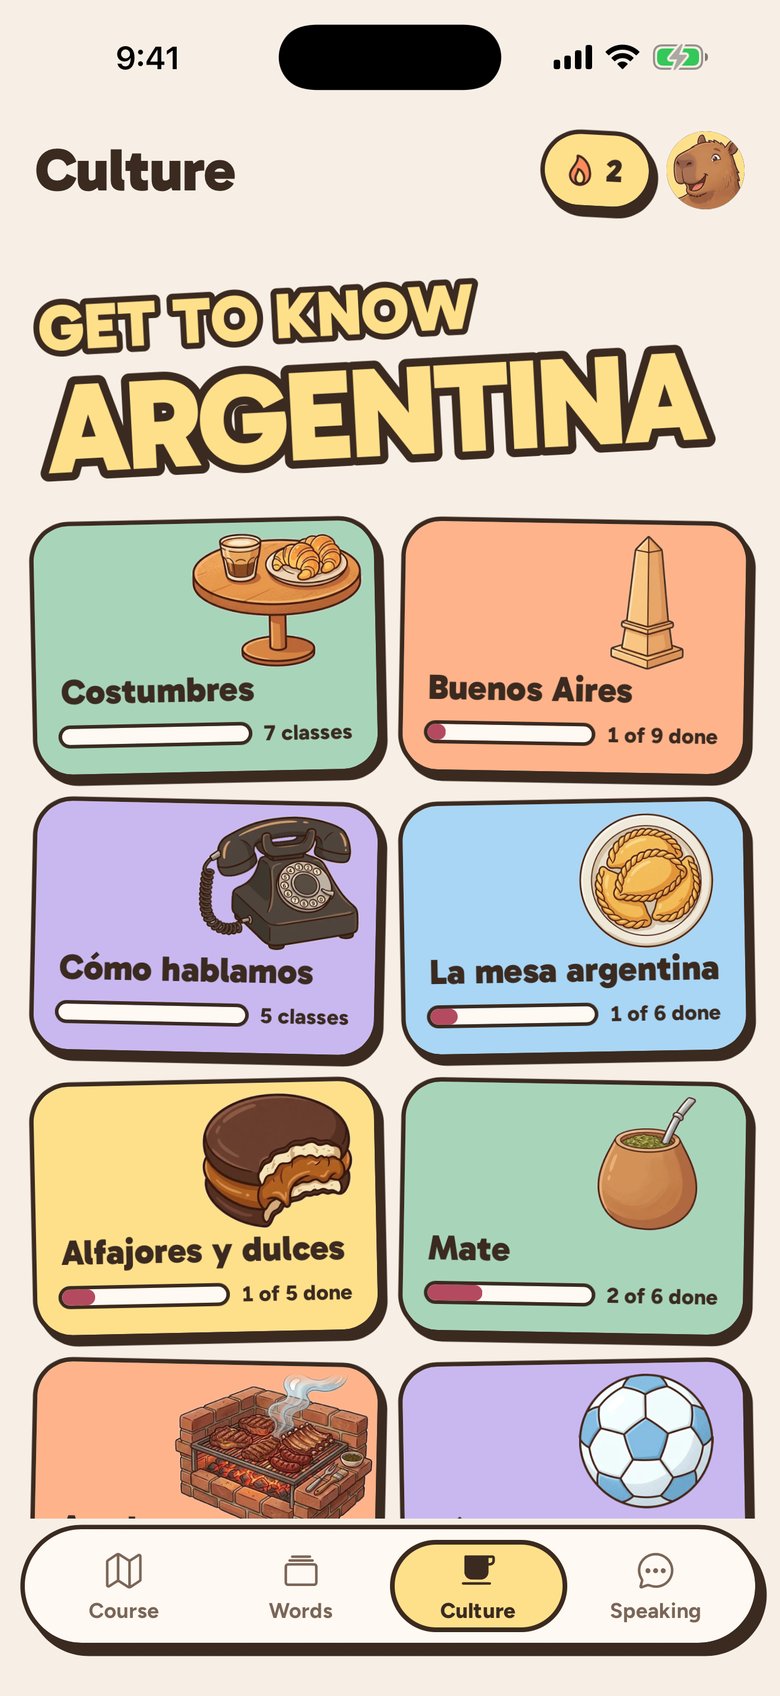 9:41
Culture
2
GET TO KNOW
ARGENTINA
Costumbres
7 classes
Buenos Aires
1 of 9 done
Cómo hablamos
5 classes
La mesa argentina
1 of 6 done
Alfajores y dulces
1 of 5 done
Mate
2 of 6 done
Course
Words
Culture
Speaking